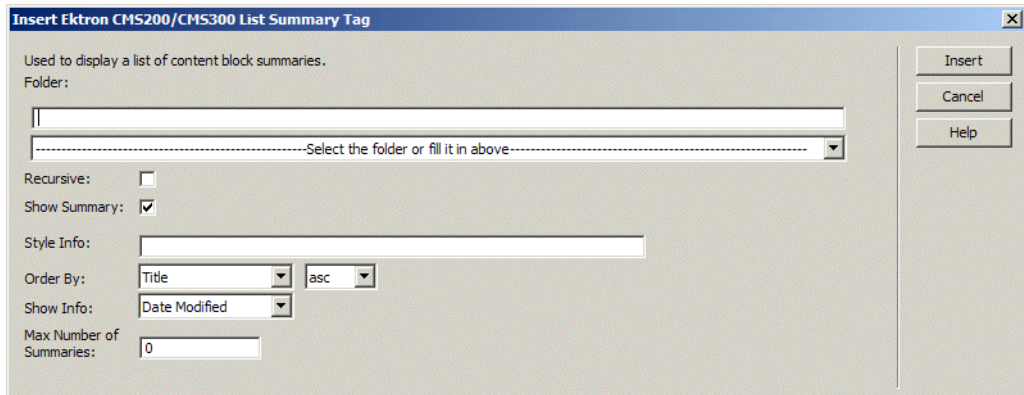 Insert Ektron CMS200/CMS300 List Summary Tag
Used to display a list of content block summaries.
Folder:
---Select the folder or fill it in above---
Recursive:
Show Summary:
Style Info:
Order By: Title asc
Show Info: Date Modified
Max Number of
Summaries: 0
Insert
Cancel
Help